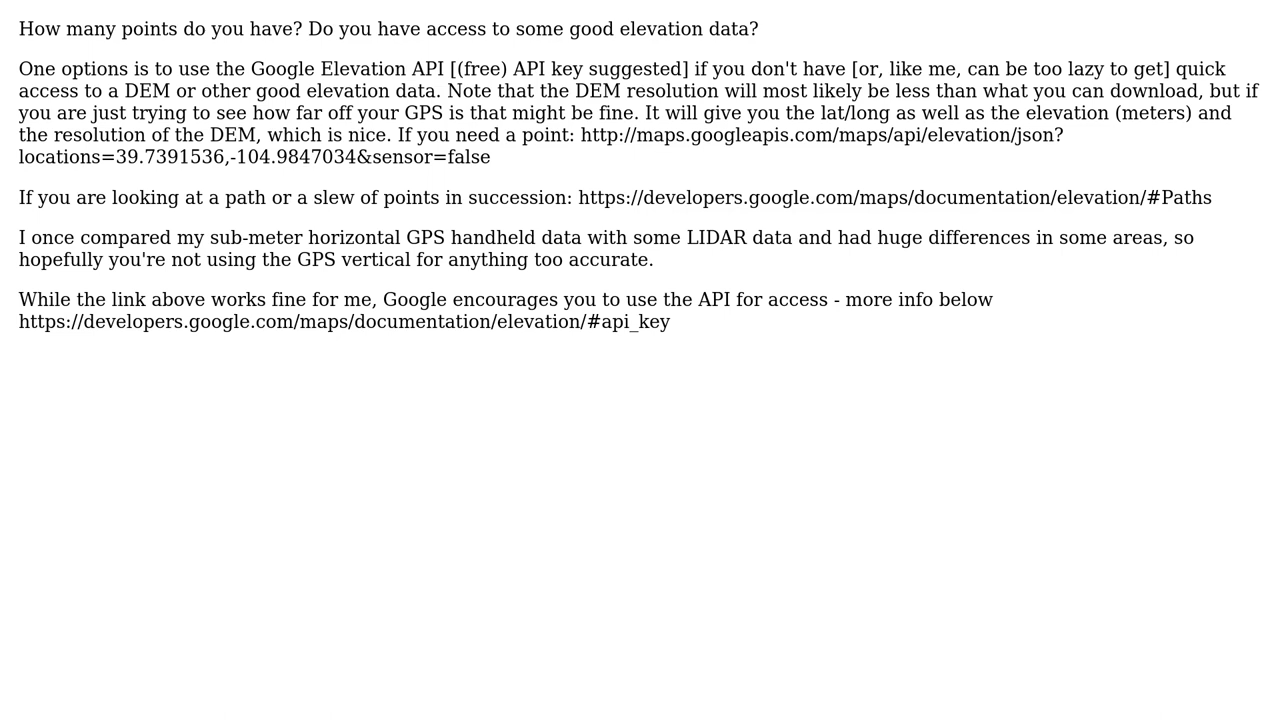 How many points do you have? Do you have access to some good elevation data?
One options is to use the Google Elevation API [(free) API key suggested] if you don't have [or, like me, can be too lazy to get] quick
access to a DEM or other good elevation data. Note that the DEM resolution will most likely be less than what you can download, but if
you are just trying to see how far off your GPS is that might be fine. It will give you the lat/long as well as the elevation (meters) and
the resolution of the DEM, which is nice. If you need a point: http://maps.googleapis.com/maps/api/elevation/json?
locations=39.7391536,-104.9847034&sensor=false
If you are looking at a path or a slew of points in succession: https://developers.google.com/maps/documentation/elevation/#Paths
I once compared my sub-meter horizontal GPS handheld data with some LIDAR data and had huge differences in some areas, so
hopefully you're not using the GPS vertical for anything too accurate.
While the link above works fine for me, Google encourages you to use the API for access - more info below
https://developers.google.com/maps/documentation/elevation/#api_key